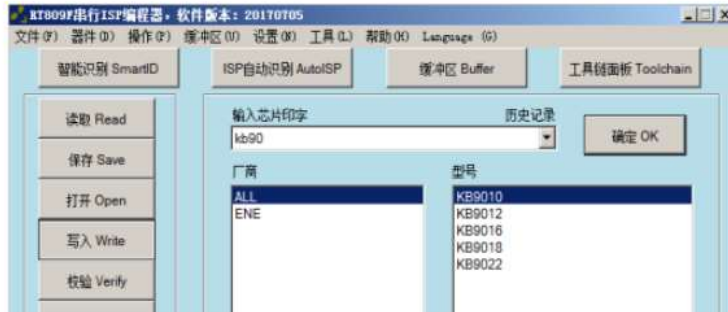 RT809F串行ISP编程器，软件版本：20170705
文件(F) 器件(D) 操作(P) 缓冲区(U) 设置(W) 工具(L) 帮助(H) Language (G)
智能识别 SmartID
ISP自动识别 AutoISP
缓冲区 Buffer
工具链面板 Toolchain
读取 Read
保存 Save
打开 Open
写入 Write
校验 Verify
输入芯片印字
历史记录
kb90
确定 OK
厂商
ALL
ENE
型号
KB9010
KB9012
KB9016
KB9018
KB9022